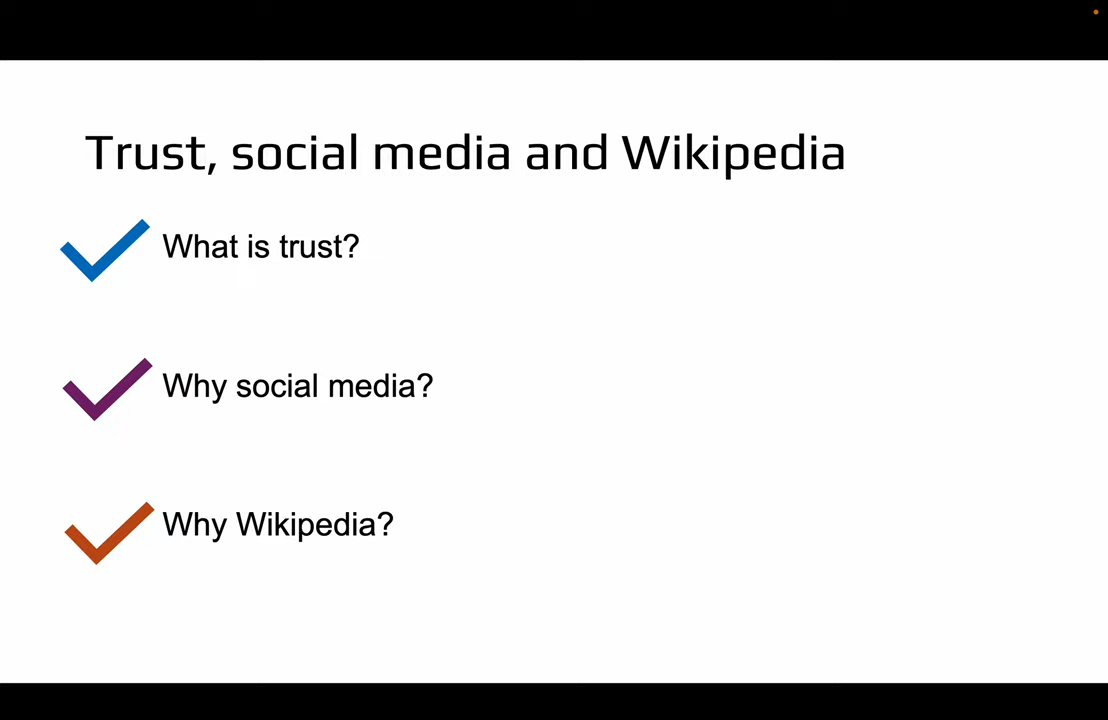 Trust, social media and Wikipedia
What is trust?
Why social media?
Why Wikipedia?